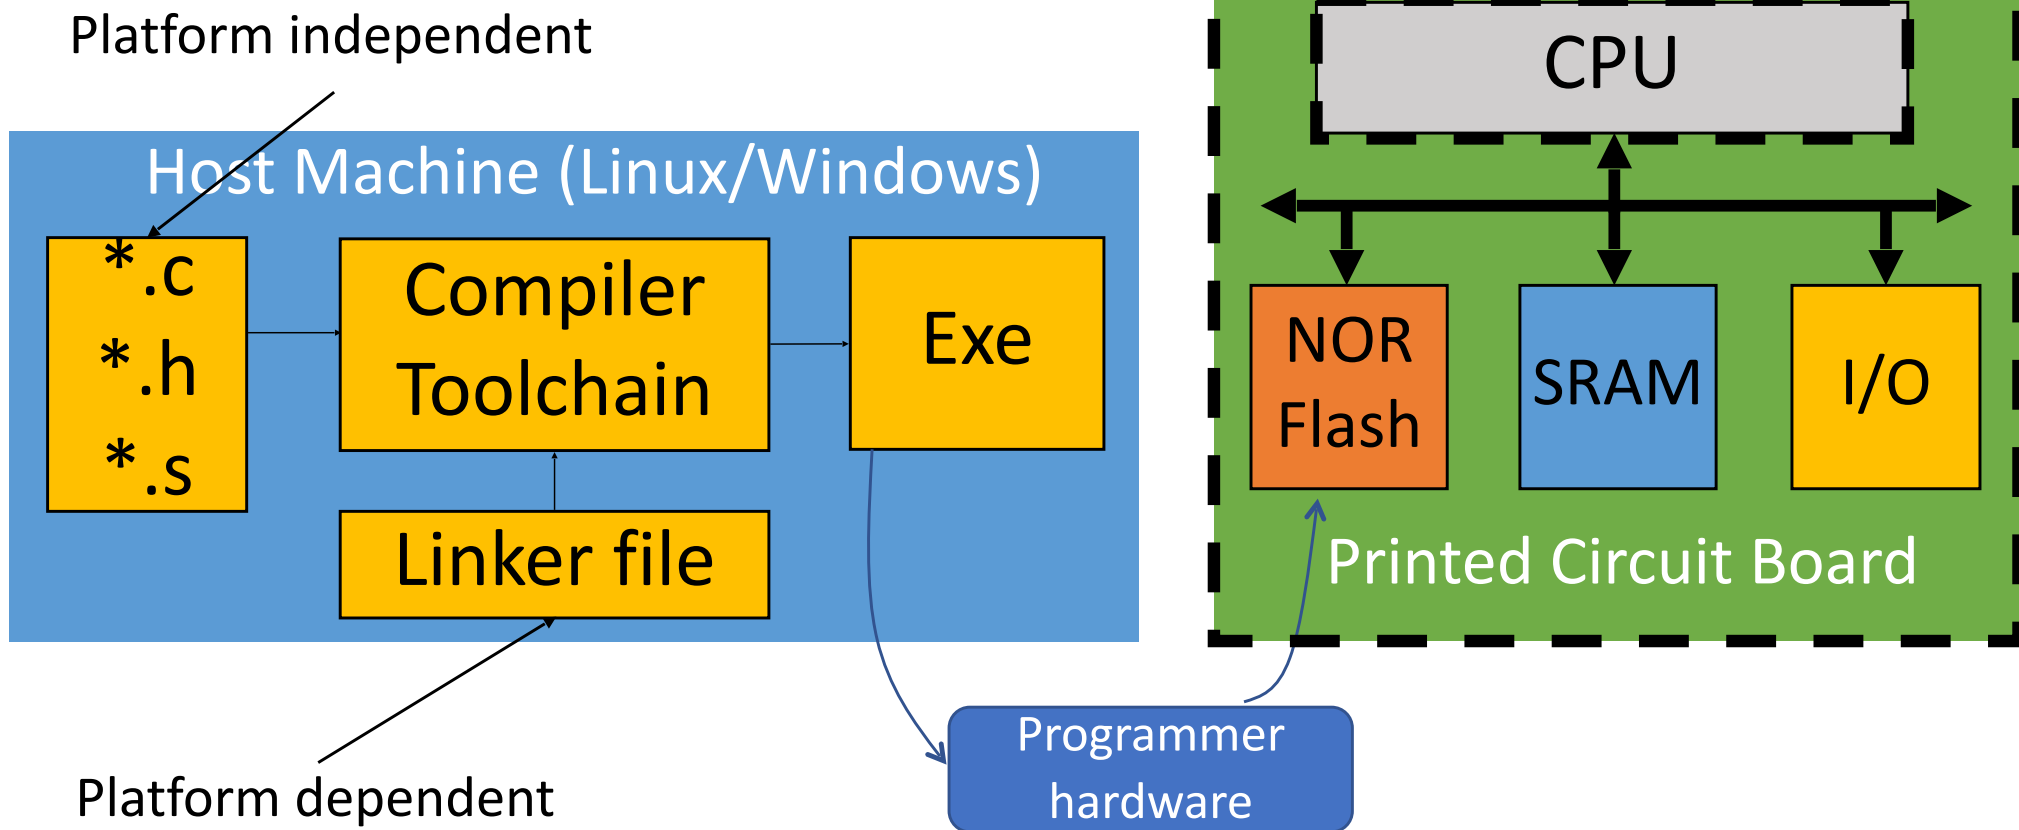 Platform independent
Host Machine (Linux/Windows)
*.c
*.h
*.s
Compiler
Toolchain
Exe
Linker file
Platform dependent
Programmer
hardware
CPU
NOR
Flash
SRAM
I/O
Printed Circuit Board